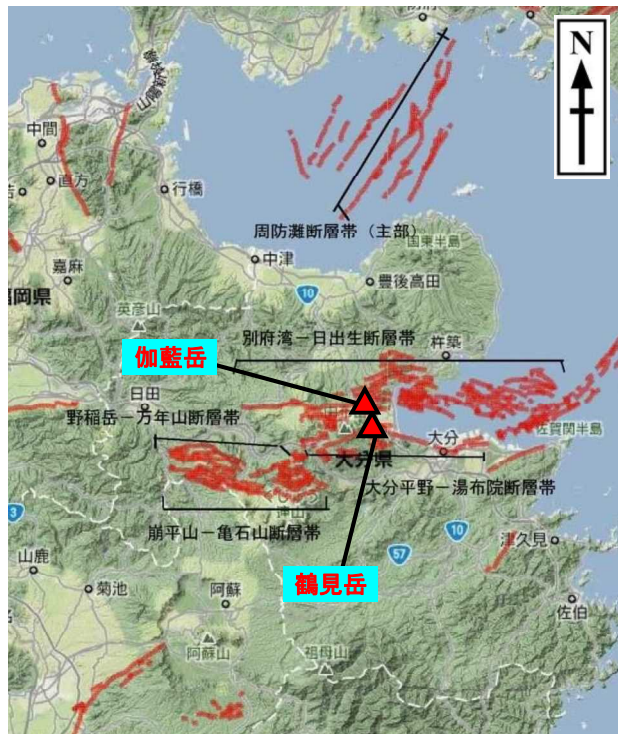 N
中間
直方
行橋
周防灘断層帯（主部）
国東半島
中津
豊後高田
嘉麻
10
福岡県
英彦山
別府湾－日出生断層帯
杵築
伽藍岳
日田
野稲岳－万年山断層帯
大分
佐賀関半島
大分県
大分平野－湯布院断層帯
崩平山－亀石山断層帯
3
10
57
津久見
山鹿
鶴見岳
菊池
阿蘇
佐伯
阿蘇山
祖母山